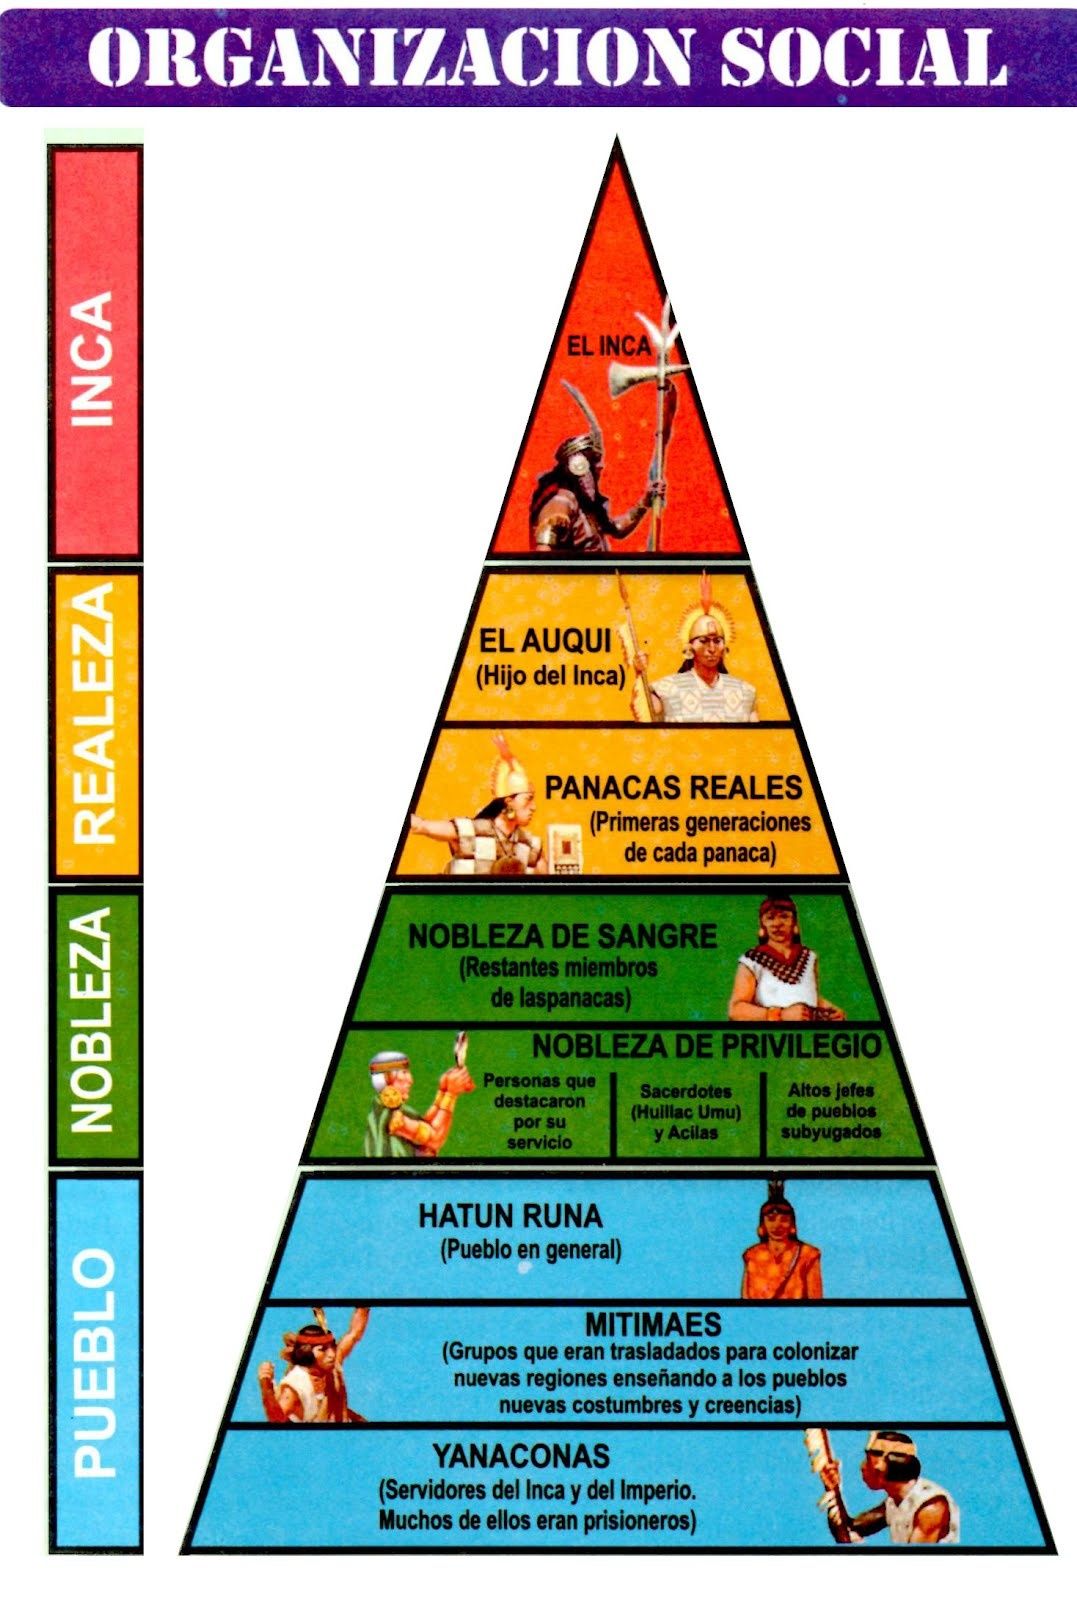 ORGANIZACION SOCIAL
INCA
EL INCA
REALEZA
EL AUQUI
(Hijo del Inca)
PANACAS REALES
(Primeras generaciones
de cada panaca)
NOBLEZA
NOBLEZA DE SANGRE
(Restantes miembros
de laspanacas)
NOBLEZA DE PRIVILEGIO
Personas que
destacaron
por su
servicio
Sacerdotes
(Huillac Umu)
y Acilas
Altos jefes
de pueblos
subyugados
PUEBLO
HATUN RUNA
(Pueblo en general)
MITIMAES
(Grupos que eran trasladados para colonizar
nuevas regiones enseñando a los pueblos
nuevas costumbres y creencias)
YANACONAS
(Servidores del Inca y del Imperio.
Muchos de ellos eran prisioneros)